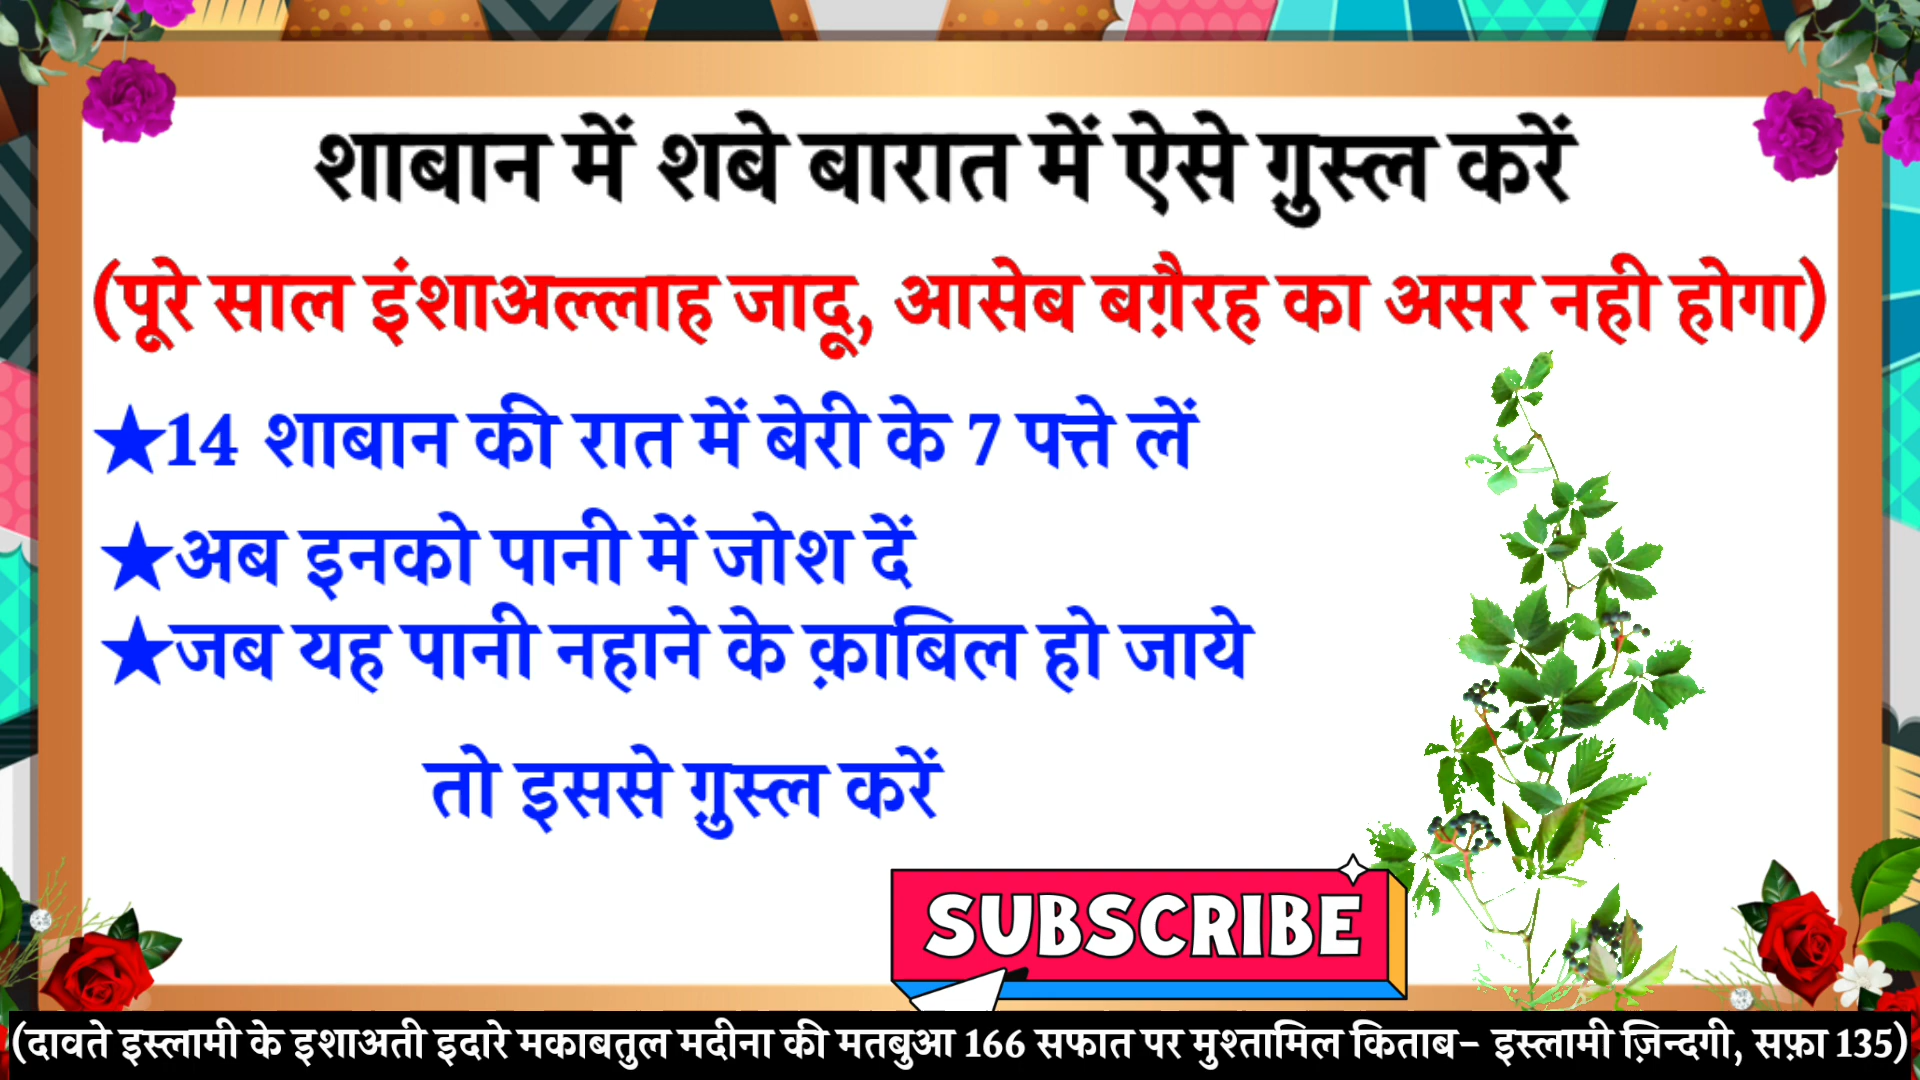 शाबान में शबे बारात में ऐसे ग़ुस्ल करें
(पूरे साल इंशाअल्लाह जादू, आसेब बग़ैरह का असर नही होगा)
★14 शाबान की रात में बेरी के 7 पत्ते लें
★अब इनको पानी में जोश दें
★जब यह पानी नहाने के क़ाबिल हो जाये
तो इससे ग़ुस्ल करें
SUBSCRIBE
(दावते इस्लामी के इशाअती इदारे मकाबतुल मदीना की मतबुआ 166 सफात पर मुश्तामिल किताब- इस्लामी ज़िन्दगी, सफ़ा 135)